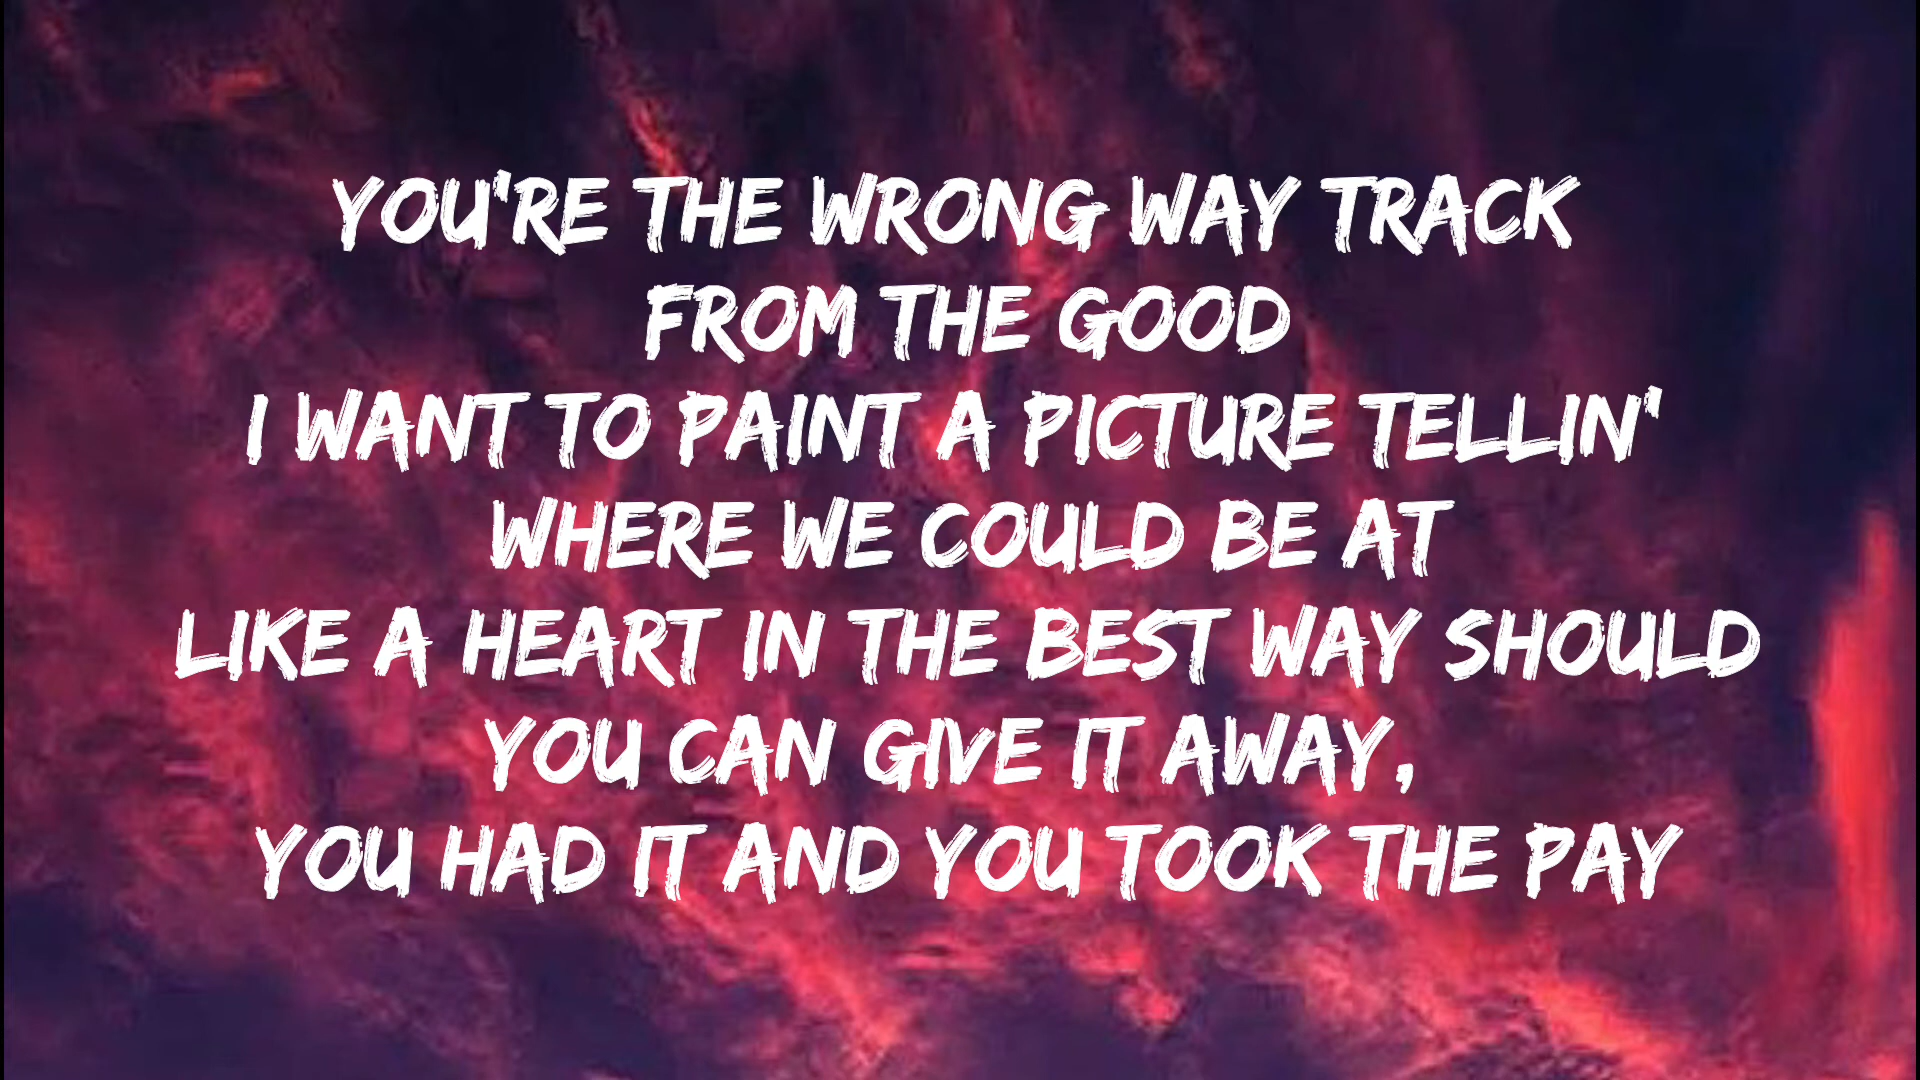 YOU'RE THE WRONG WAY TRACK
FROM THE GOOD
I WANT TO PAINT A PICTURE TELLIN'
WHERE WE COULD BE AT
LIKE A HEART IN THE BEST WAY SHOULD
YOU CAN GIVE IT AWAY,
YOU HAD IT AND YOU TOOK THE PAY